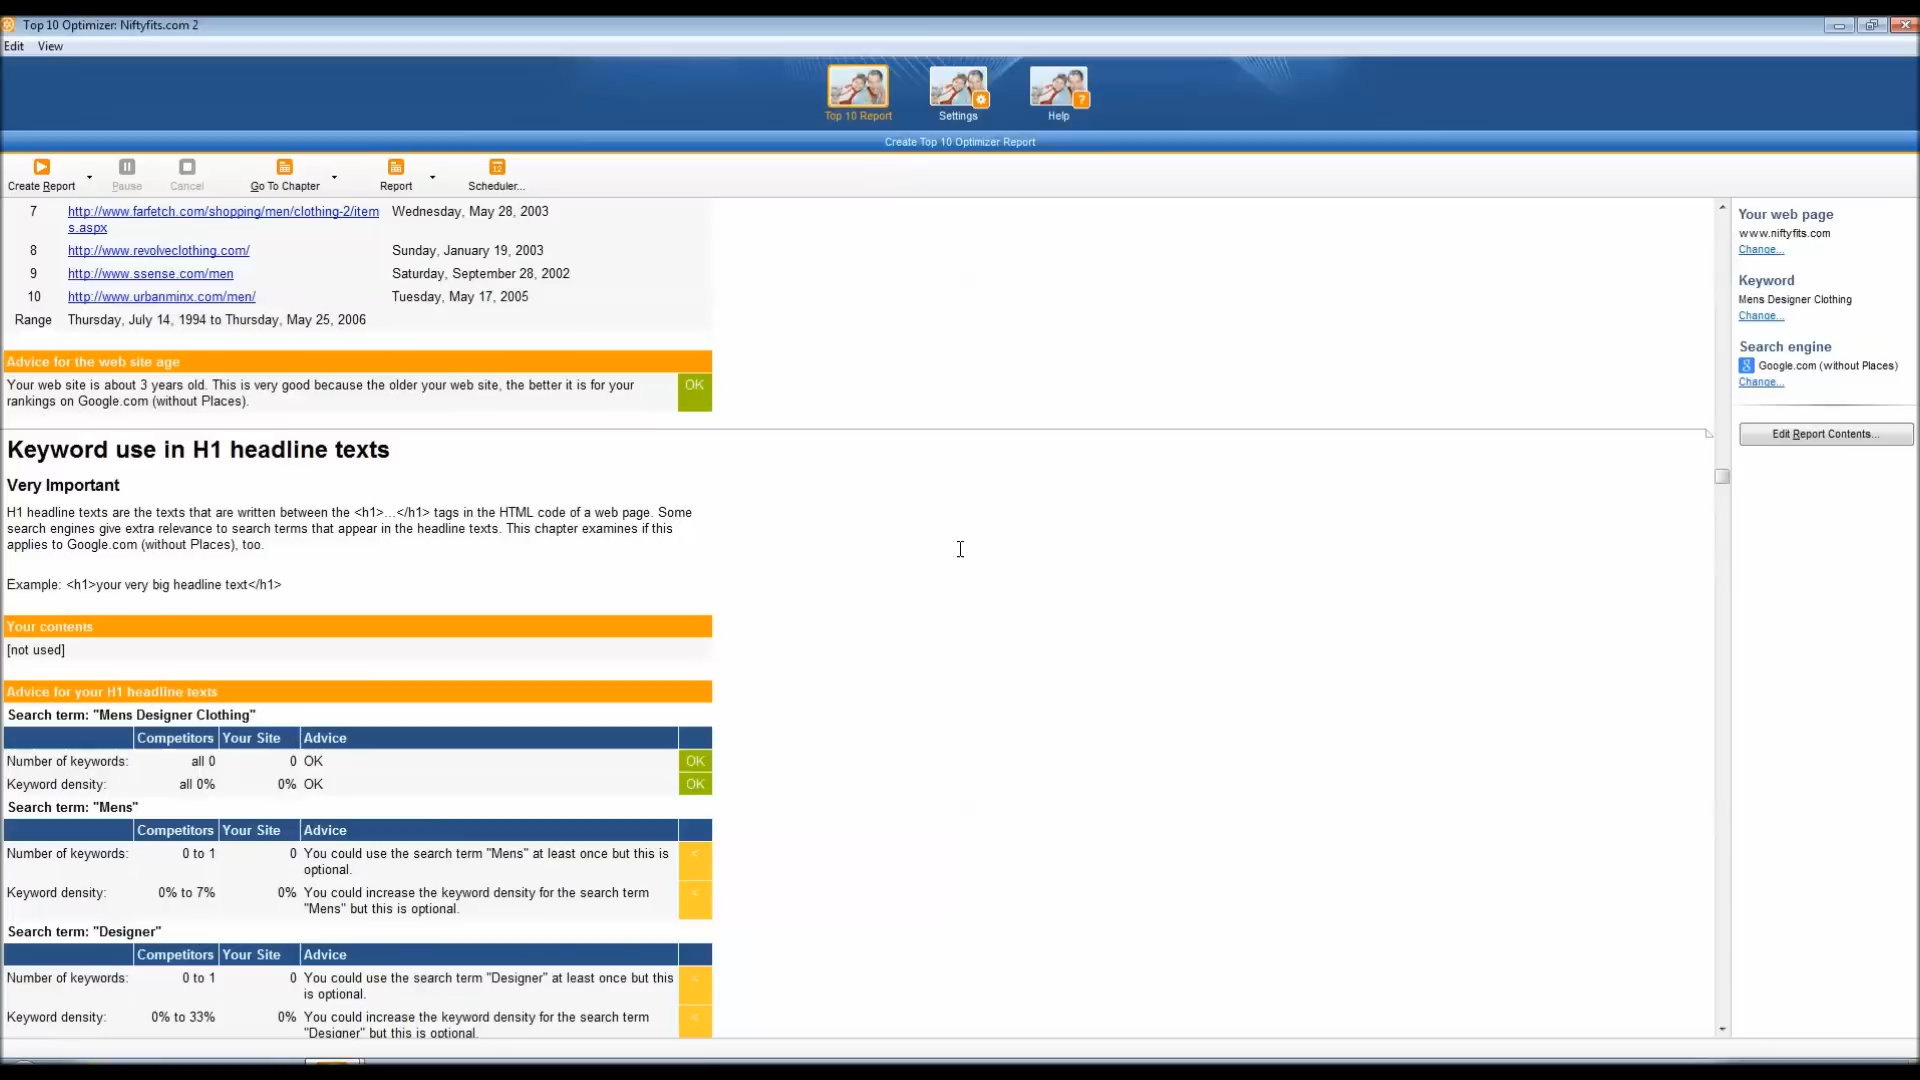 Top 10 Optimizer: Niftyfits.com 2
Edit View
Top 10 Report Settings Help
Create Top 10 Optimizer Report
Create Report Pause Cancel Go To Chapter Report Scheduler...
7 http://www.farfetch.com/shopping/men/clothing-2/item Wednesday, May 28, 2003
s.aspx
8 http://www.revolveclothing.com/ Sunday, January 19, 2003
9 http://www.ssense.com/men Saturday, September 28, 2002
10 http://www.urbanminx.com/men/ Tuesday, May 17, 2005
Range Thursday, July 14, 1994 to Thursday, May 25, 2006
Advice for the web site age
Your web site is about 3 years old. This is very good because the older your web site, the better it is for your OK
rankings on Google.com (without Places).
Keyword use in H1 headline texts
Very Important
H1 headline texts are the texts that are written between the <h1>...</h1> tags in the HTML code of a web page. Some
search engines give extra relevance to search terms that appear in the headline texts. This chapter examines if this
applies to Google.com (without Places), too.
Example: <h1>your very big headline text</h1>
Your contents
[not used]
Advice for your H1 headline texts
Search term: "Mens Designer Clothing"
Competitors Your Site Advice
Number of keywords: all 0 0 OK OK
Keyword density: all 0% 0% OK OK
Search term: "Mens"
Competitors Your Site Advice
Number of keywords: 0 to 1 0 You could use the search term "Mens" at least once but this is <
optional.
Keyword density: 0% to 7% 0% You could increase the keyword density for the search term <
"Mens" but this is optional.
Search term: "Designer"
Competitors Your Site Advice
Number of keywords: 0 to 1 0 You could use the search term "Designer" at least once but this <
is optional.
Keyword density: 0% to 33% 0% You could increase the keyword density for the search term <
"Designer" but this is optional.
Your web page
www.niftyfits.com
Change...
Keyword
Mens Designer Clothing
Change...
Search engine
8 Google.com (without Places)
Change...
Edit Report Contents...